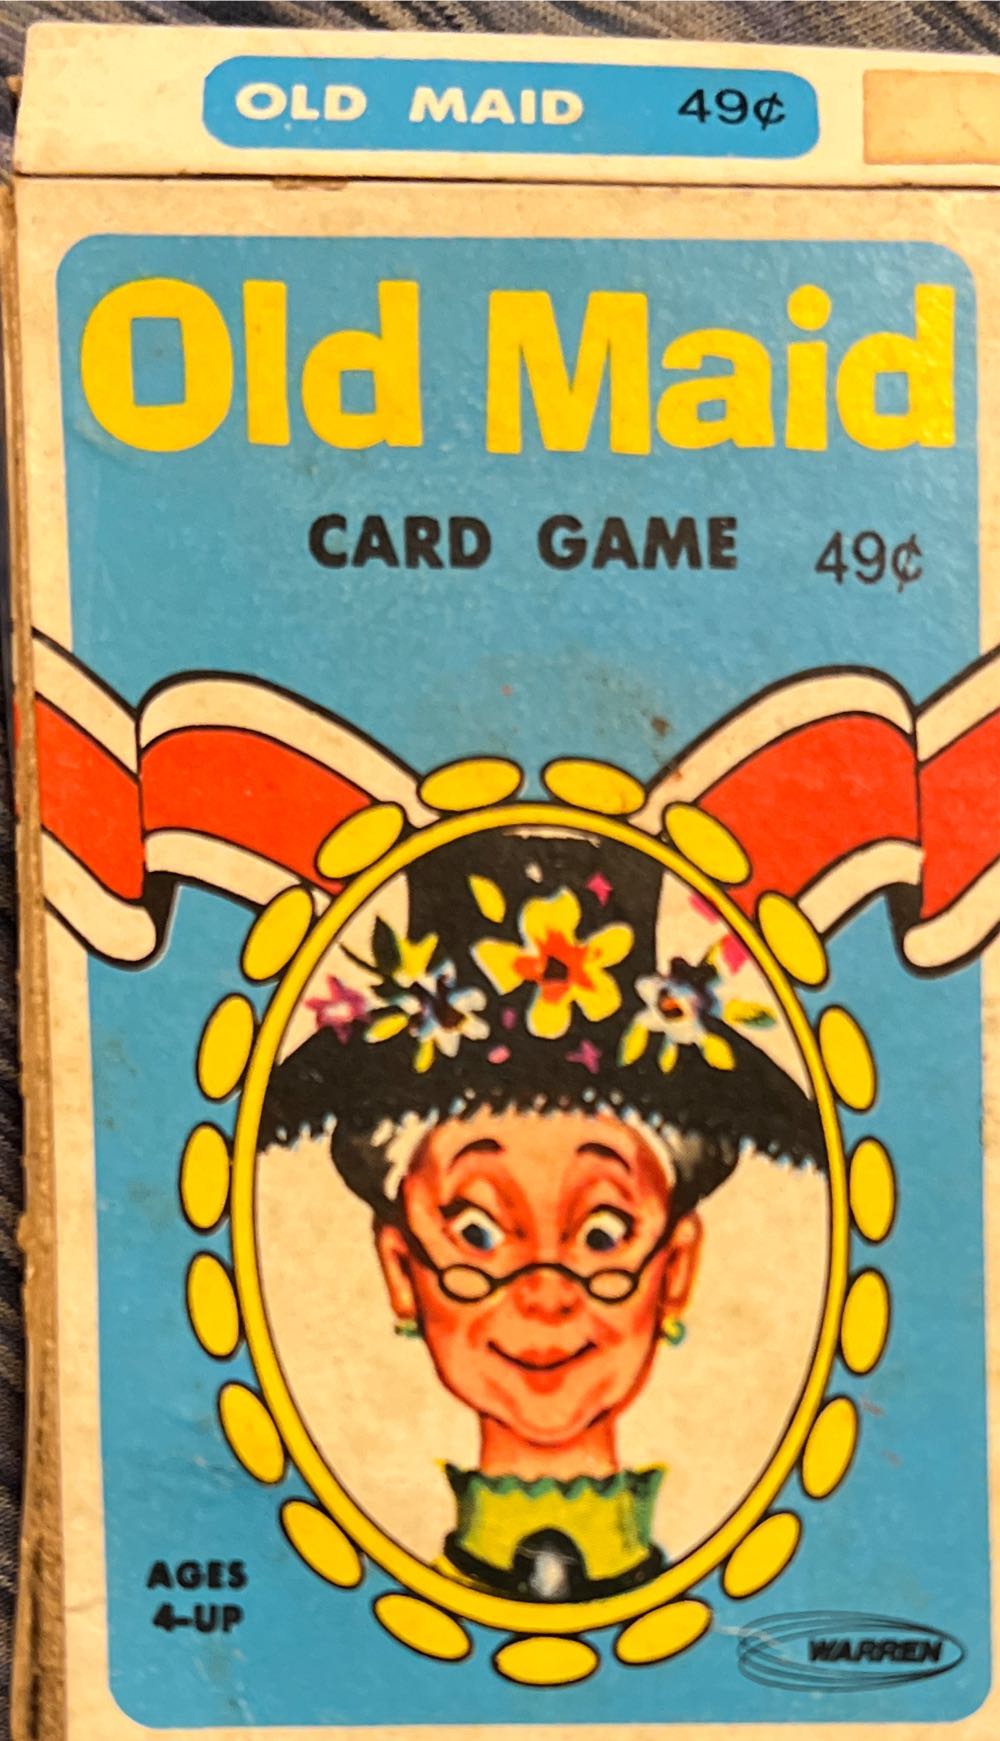 OLD MAID 49¢
Old Maid
CARD GAME 49¢
AGES
4-UP
WARREN